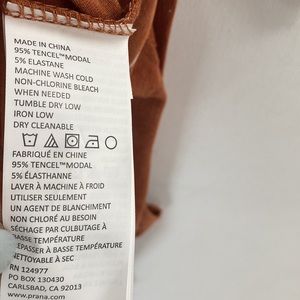 MADE IN CHINA
95% TENCEL™MODAL
5% ELASTANE
MACHINE WASH COLD
NON-CHLORINE BLEACH
WHEN NEEDED
TUMBLE DRY LOW
IRON LOW
DRY CLEANABLE
FABRIQUÉ EN CHINE
95% TENCEL™MODAL
5% ÉLASTHANNE
LAVER À MACHINE À FROID
UTILISER SEULEMENT
UN AGENT DE BLANCHIMENT
NON CHLORÉ AU BESOIN
SÉCHAGE PAR CULBUTAGE À
BASSE TEMPÉRATURE
REPASSER À BASSE TEMPÉRATURE
NETTOYABLE À SEC
RN 124977
PO BOX 130430
CARLSBAD, CA 92013
www.prana.com